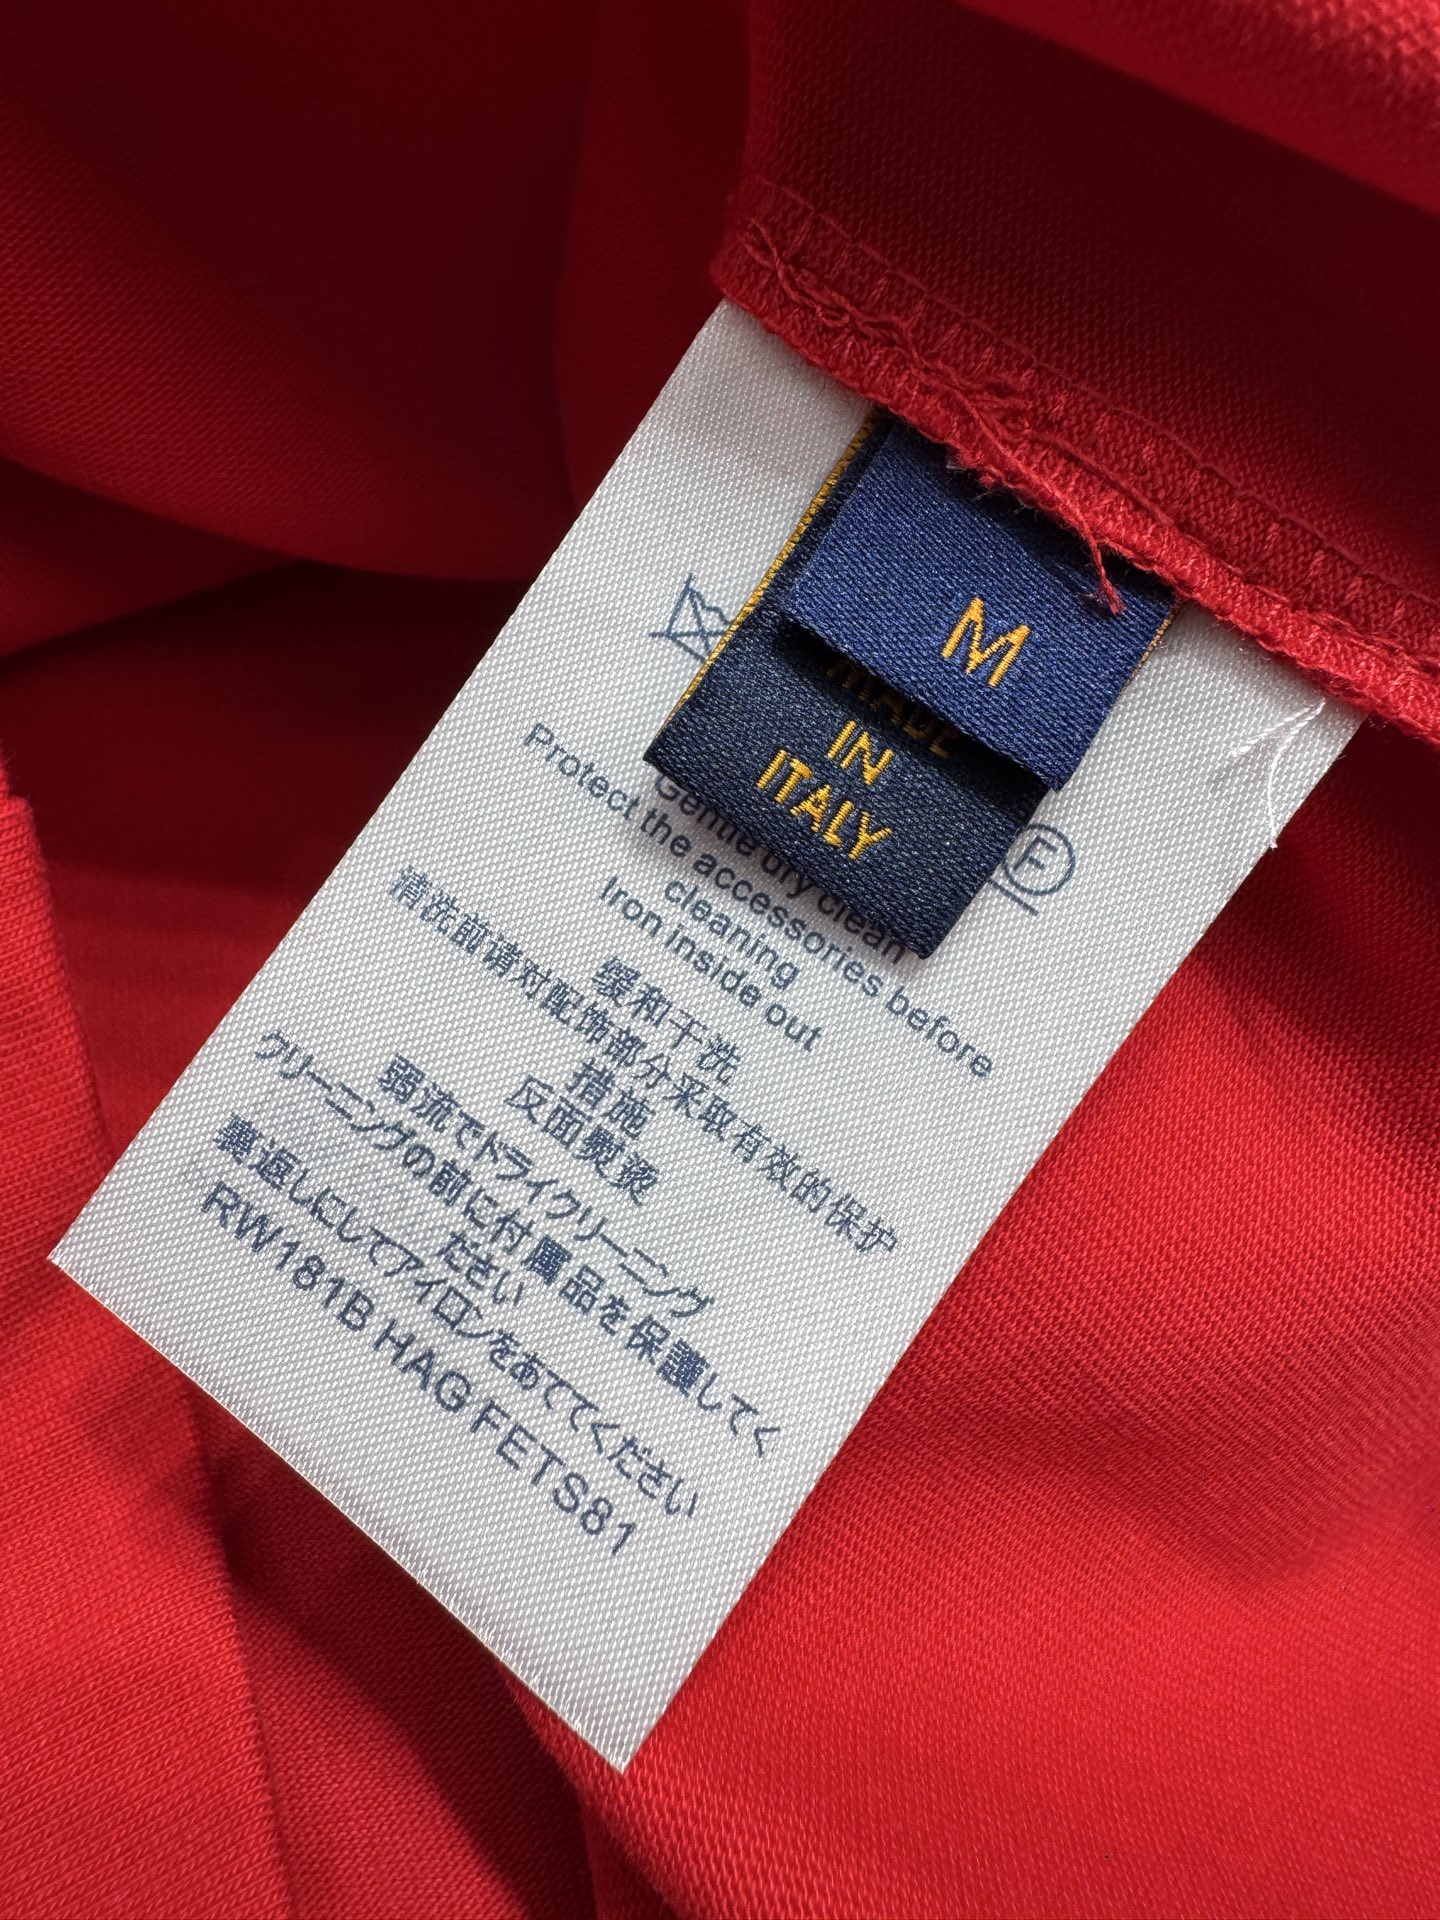 M
MADE
IN
ITALY
F
Gentle dry clean
Protect the accessories before
cleaning
Iron inside out
缓和干洗
清洗前请对配饰部分采取有效的保护
措施
反面熨烫
弱流でドライクリーニング
クリーニングの前に付属品を保護してく
ださい
裏返しにしてアイロンをあててください
RW181B HAG FETS81